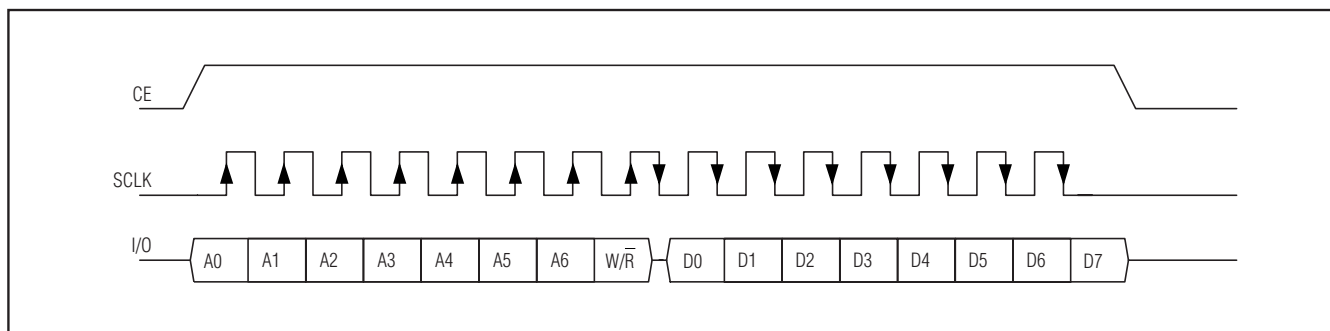 CE
SCLK
I/O A0 A1 A2 A3 A4 A5 A6 W/R̅ D0 D1 D2 D3 D4 D5 D6 D7